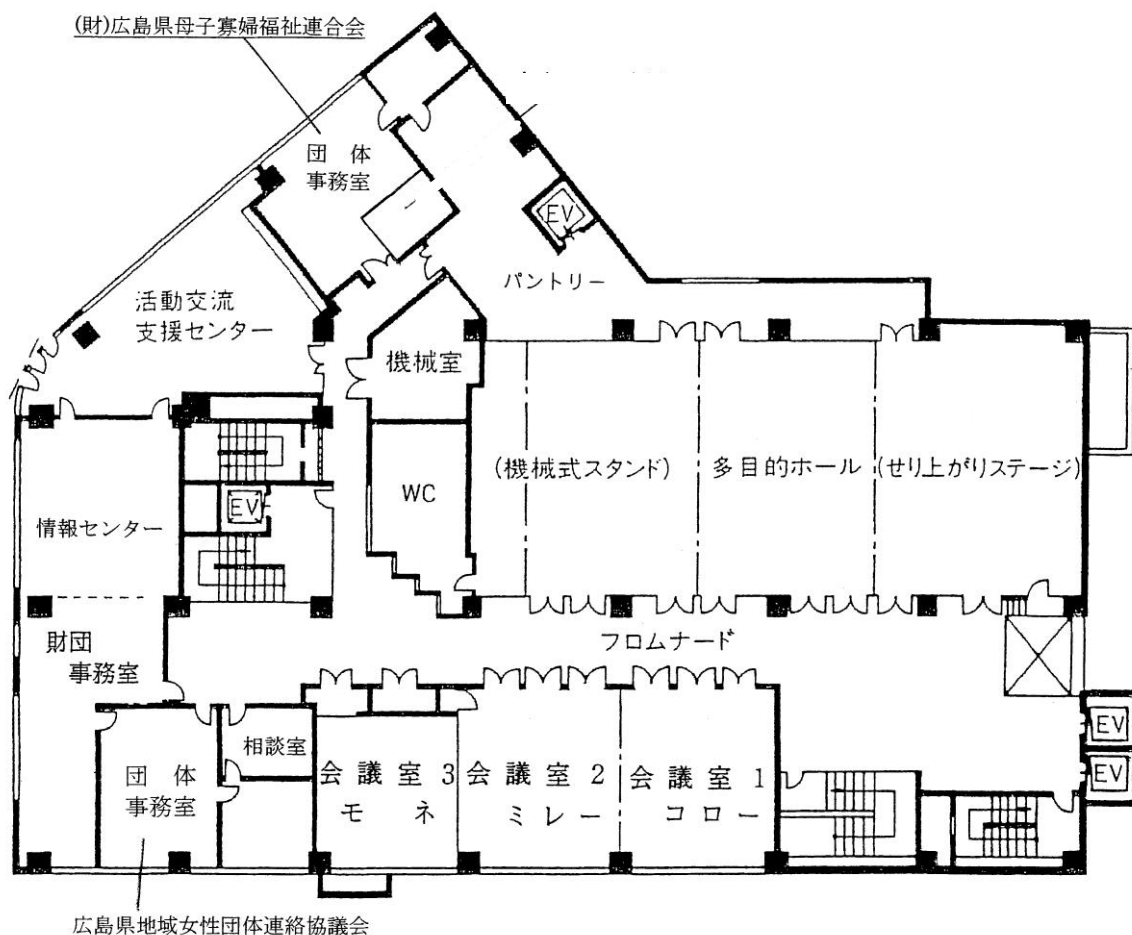 (財)広島県母子寡婦福祉連合会
団 体
事務室
EV
パントリー
活動交流
支援センター
機械室
(機械式スタンド)
多目的ホール
(せり上がりステージ)
WC
EV
情報センター
財団
事務室
フロムナード
EV
EV
相談室
団 体
事務室
会議室3
モ ネ
会議室2
ミレー
会議室1
コロー
広島県地域女性団体連絡協議会